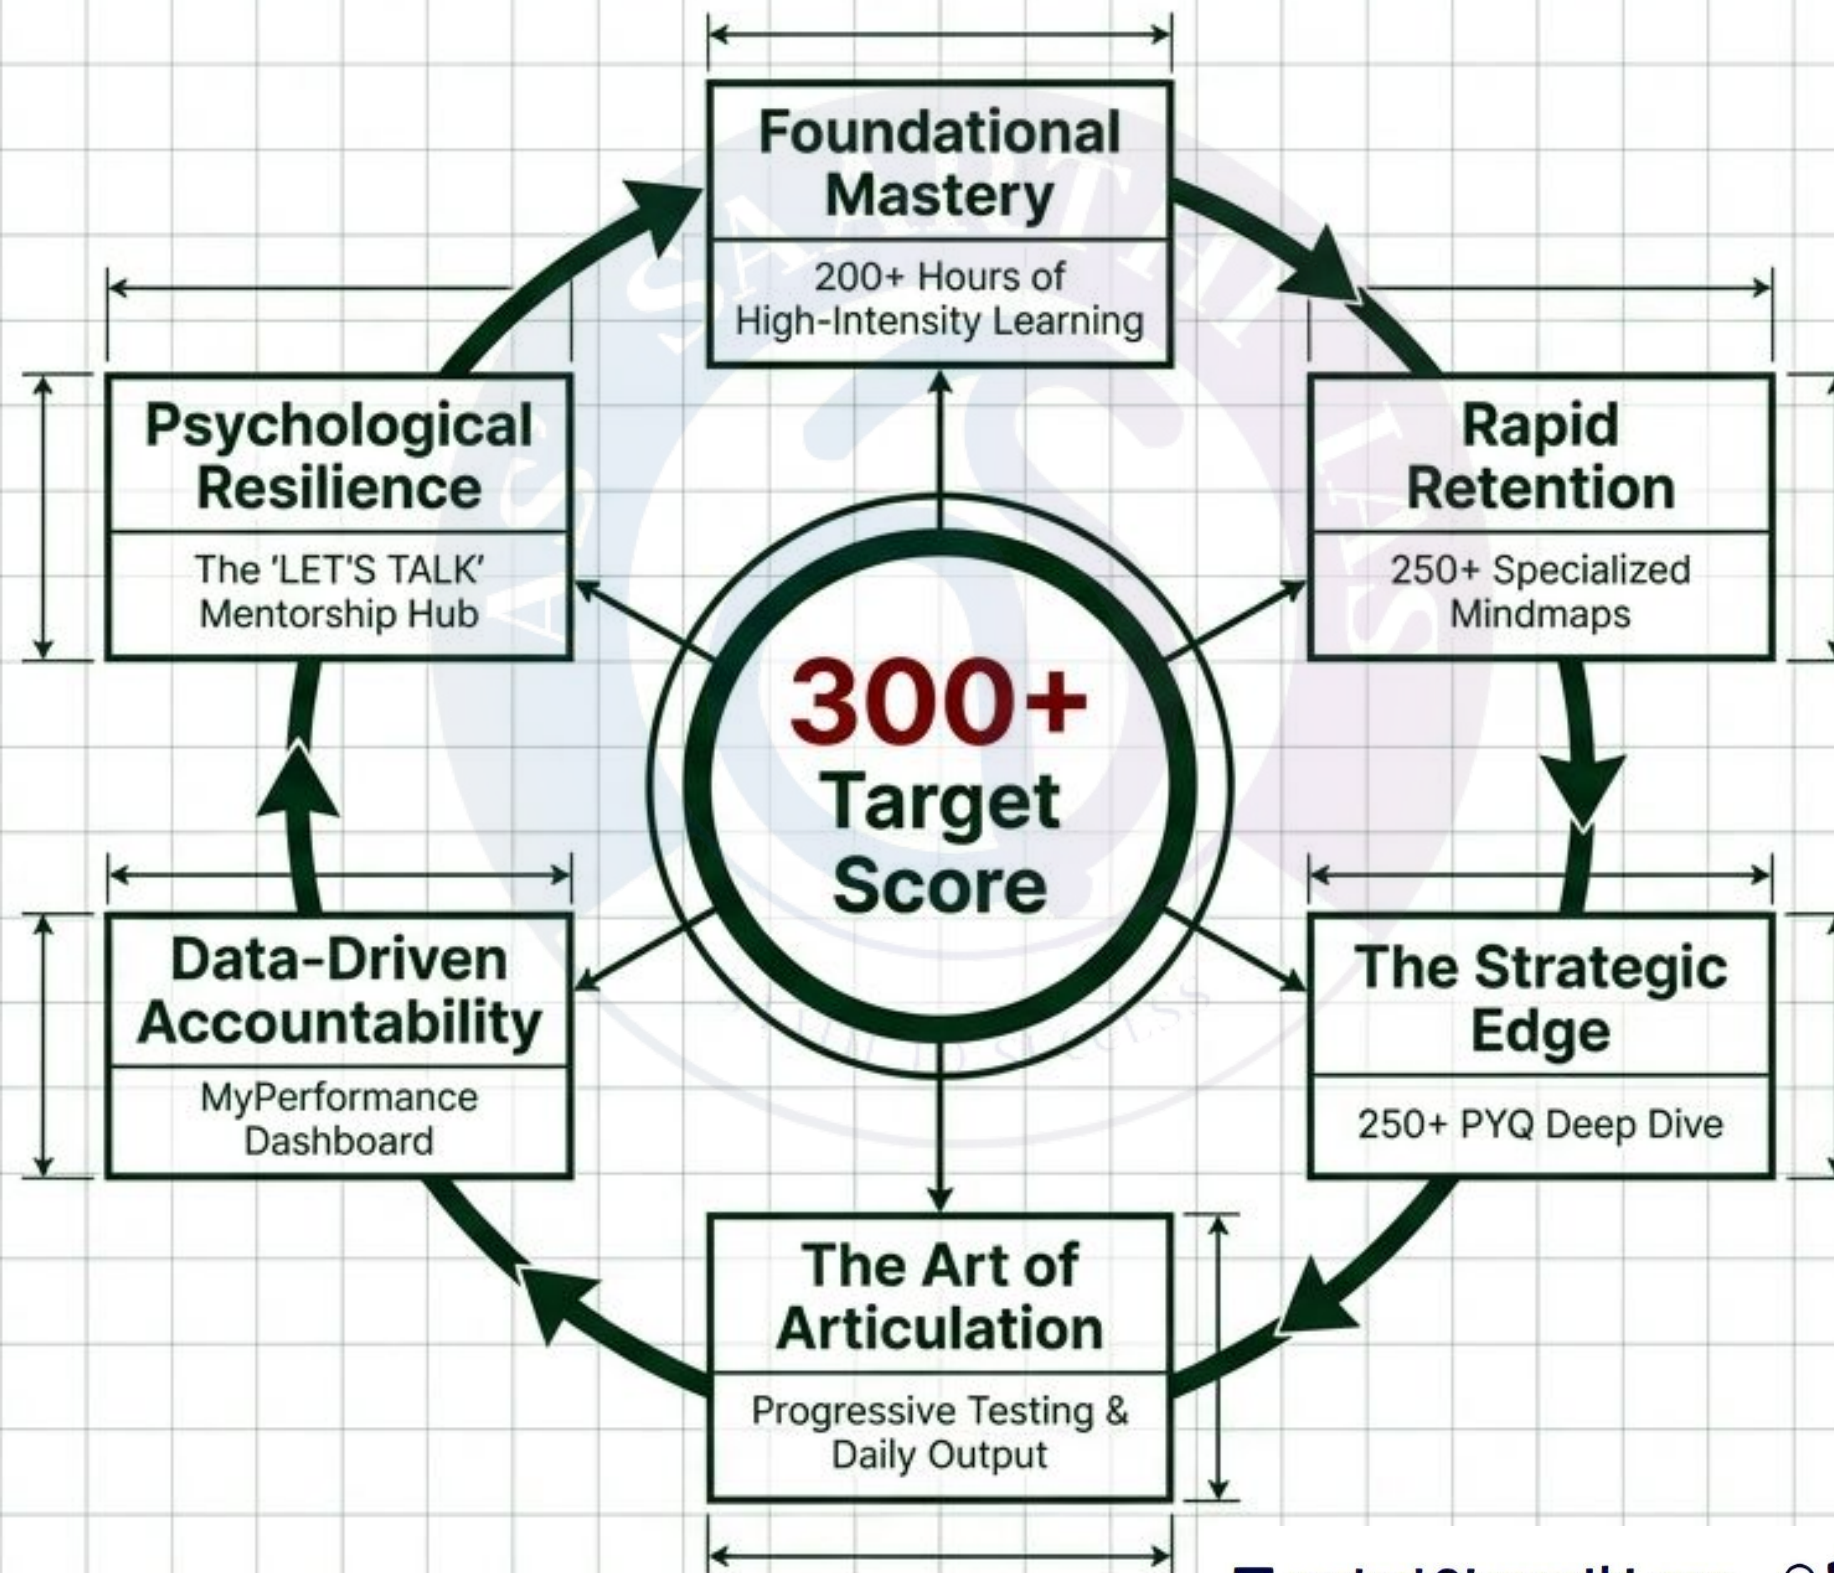 Foundational
Mastery
200+ Hours of
High-Intensity Learning
Psychological
Resilience
The 'LET'S TALK'
Mentorship Hub
Rapid
Retention
250+ Specialized
Mindmaps
300+
Target
Score
Data-Driven
Accountability
MyPerformance
Dashboard
The Strategic
Edge
250+ PYQ Deep Dive
The Art of
Articulation
Progressive Testing &
Daily Output
SAARTHI IAS